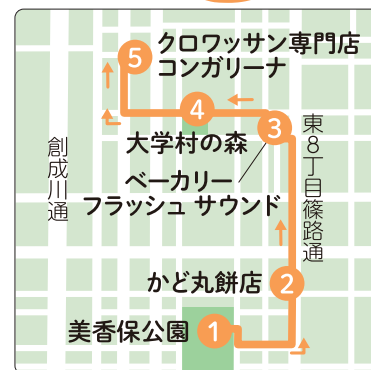 5
クロワッサン専門店
コンガリーナ
4
大学村の森
3
ベーカリー
フラッシュ サウンド
東8丁目篠路通
創成川通
2
かど丸餅店
1
美香保公園